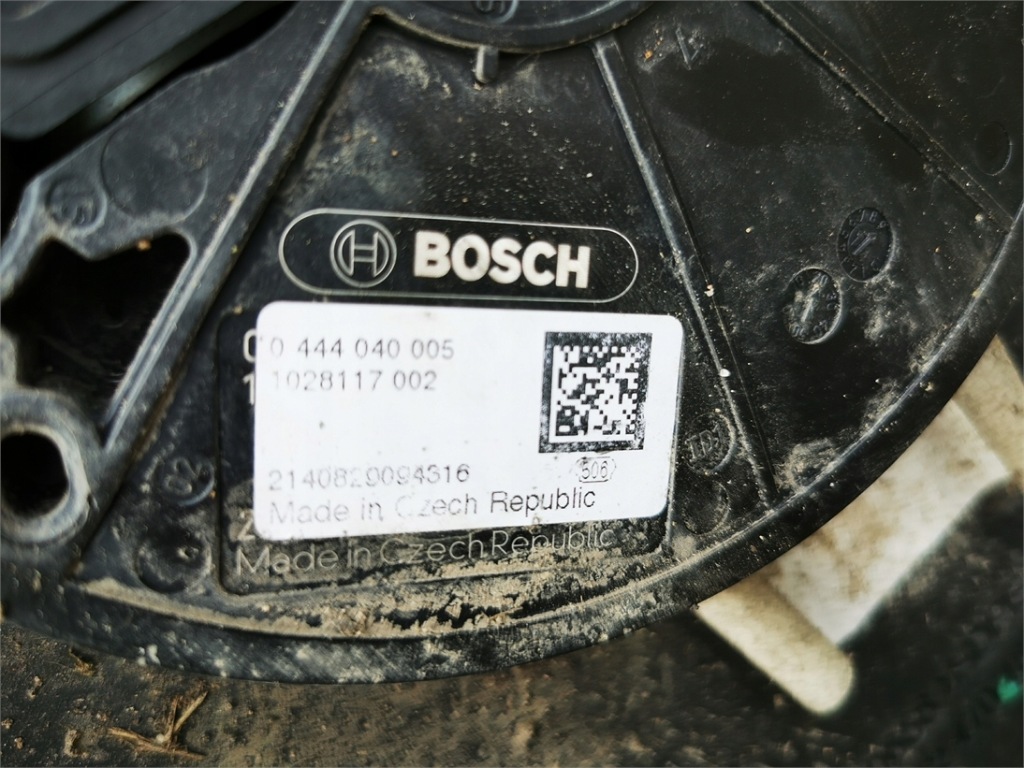 BOSCH
0 444 040 005
1028117 002
2140829094316
506
Made in Czech Republic
Made in Czech Republic